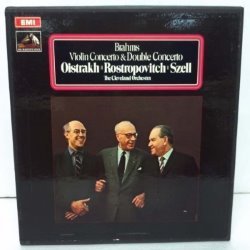 EMI
Brahms
Violin Concerto & Double Concerto
Oistrakh · Rostropovitch · Szell
The Cleveland Orchestra